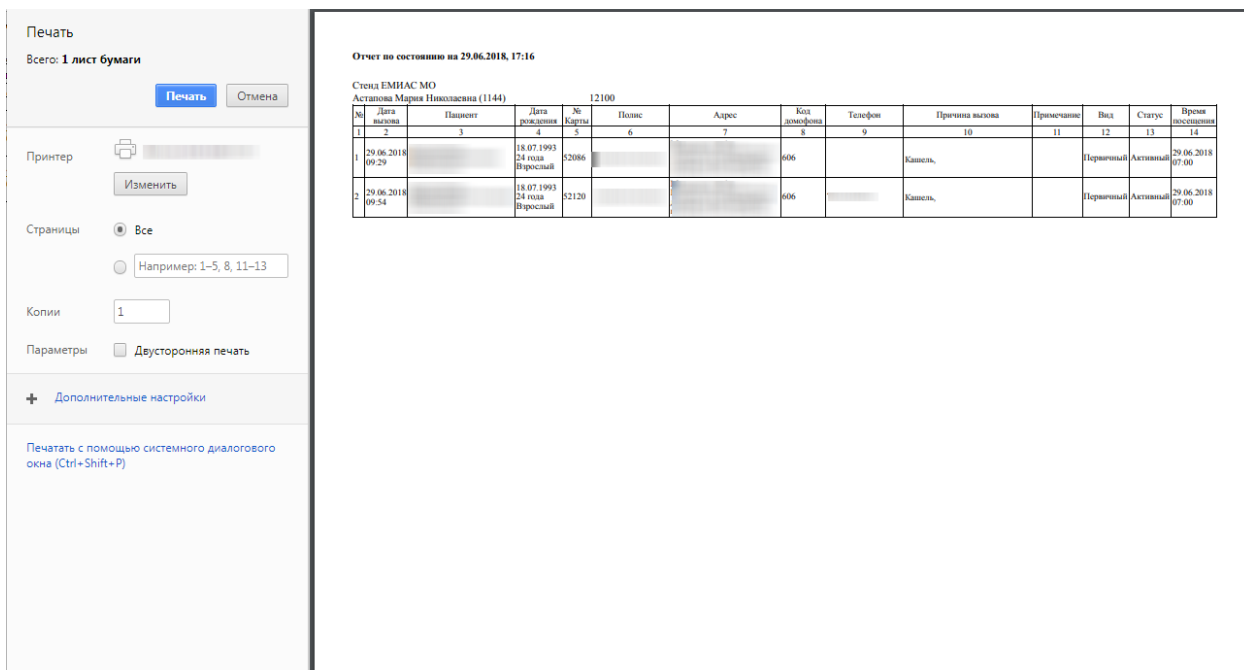 Печать
Всего: 1 лист бумаги
Печать Отмена
Принтер
Изменить
Страницы Все
Например: 1–5, 8, 11–13
Копии 1
Параметры Двусторонняя печать
+ Дополнительные настройки
Печатать с помощью системного диалогового
окна (Ctrl+Shift+P)
Отчет по состоянию на 29.06.2018, 17:16
Стенд ЕМИАС МО
Астапова Мария Николаевна (1144) 12100
№ Дата вызова Пациент Дата рождения № Карты Полис Адрес Код домофона Телефон Причина вызова Примечание Вид Статус Время посещения
1 2 3 4 5 6 7 8 9 10 11 12 13 14
1 29.06.2018 09:29 18.07.1993 24 года Взрослый 52086 606 Кашель, Первичный Активный 29.06.2018 07:00
2 29.06.2018 09:54 18.07.1993 24 года Взрослый 52120 606 Кашель, Первичный Активный 29.06.2018 07:00